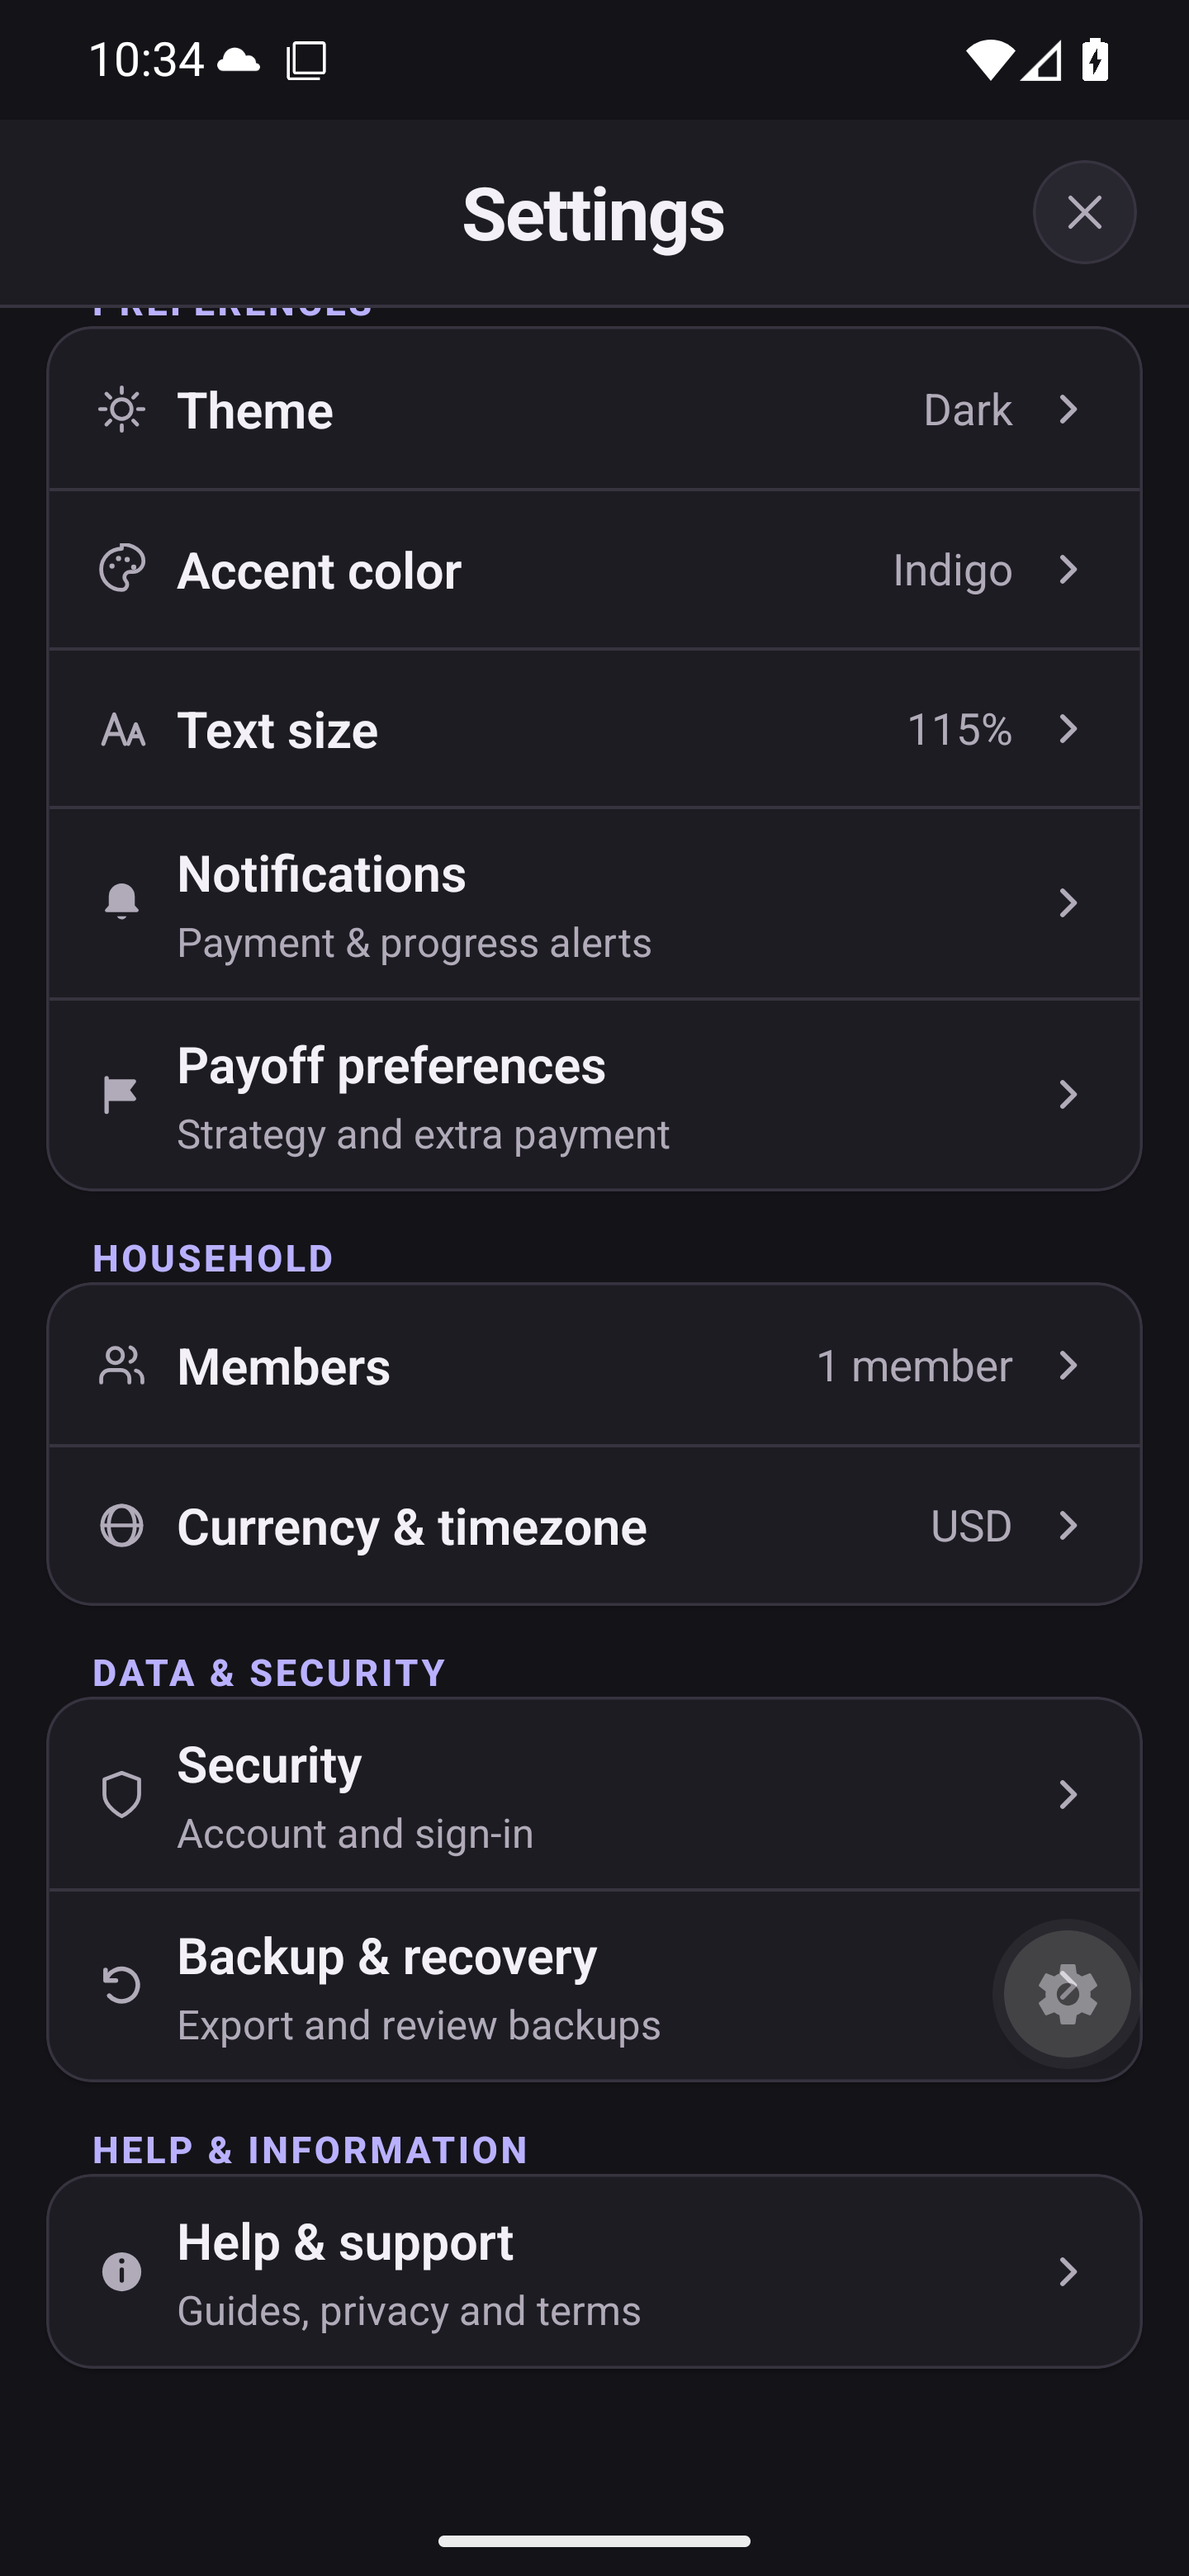 10:34
Settings
PREFERENCES
Theme
Dark
Accent color
Indigo
Text size
115%
Notifications
Payment & progress alerts
Payoff preferences
Strategy and extra payment
HOUSEHOLD
Members
1 member
Currency & timezone
USD
DATA & SECURITY
Security
Account and sign-in
Backup & recovery
Export and review backups
HELP & INFORMATION
Help & support
Guides, privacy and terms